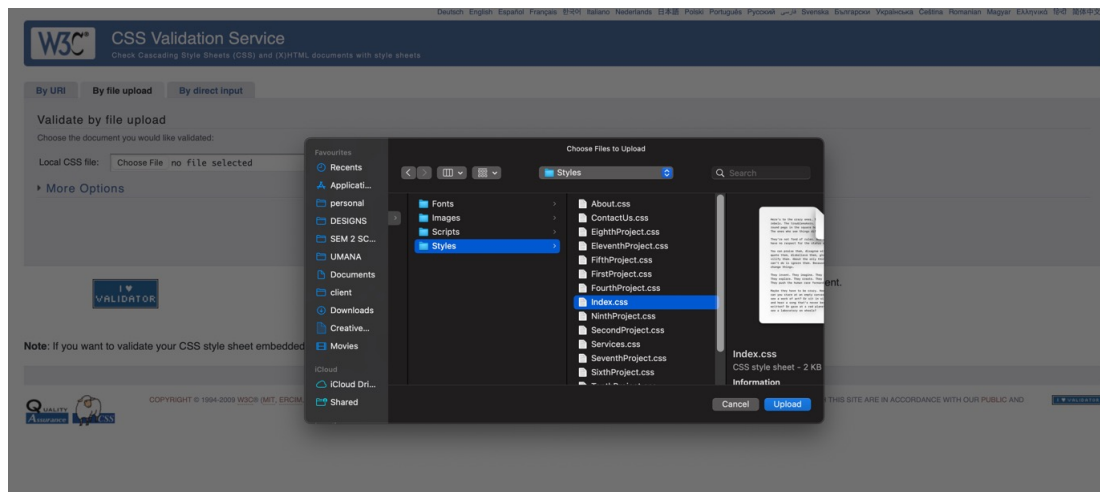 Deutsch English Español Français 한국어 Italiano Nederlands 日本語 Polski Português Русский فارسی Svenska Български Українська Čeština Romanian Magyar Ελληνικά हिन्दी 简体中文
W3C®
CSS Validation Service
Check Cascading Style Sheets (CSS) and (X)HTML documents with style sheets
By URI By file upload By direct input
Validate by file upload
Choose the document you would like validated:
Local CSS file: Choose File no file selected
More Options
I ♥
VALIDATOR
ent.
Note: If you want to validate your CSS style sheet embedded
QUALITY
ASSURANCE
CSS
COPYRIGHT © 1994-2009 W3C® (MIT, ERCIM,
THIS SITE ARE IN ACCORDANCE WITH OUR PUBLIC AND
I ♥ VALIDATOR
Choose Files to Upload
Styles
Search
Favourites
Recents
Applicati...
personal
DESIGNS
SEM 2 SC...
UMANA
Documents
client
Downloads
Creative...
Movies
iCloud
iCloud Dri...
Shared
Fonts
Images
Scripts
Styles
About.css
ContactUs.css
EighthProject.css
EleventhProject.css
FifthProject.css
FirstProject.css
FourthProject.css
Index.css
NinthProject.css
SecondProject.css
Services.css
SeventhProject.css
SixthProject.css
Index.css
CSS style sheet - 2 KB
Information
Cancel Upload